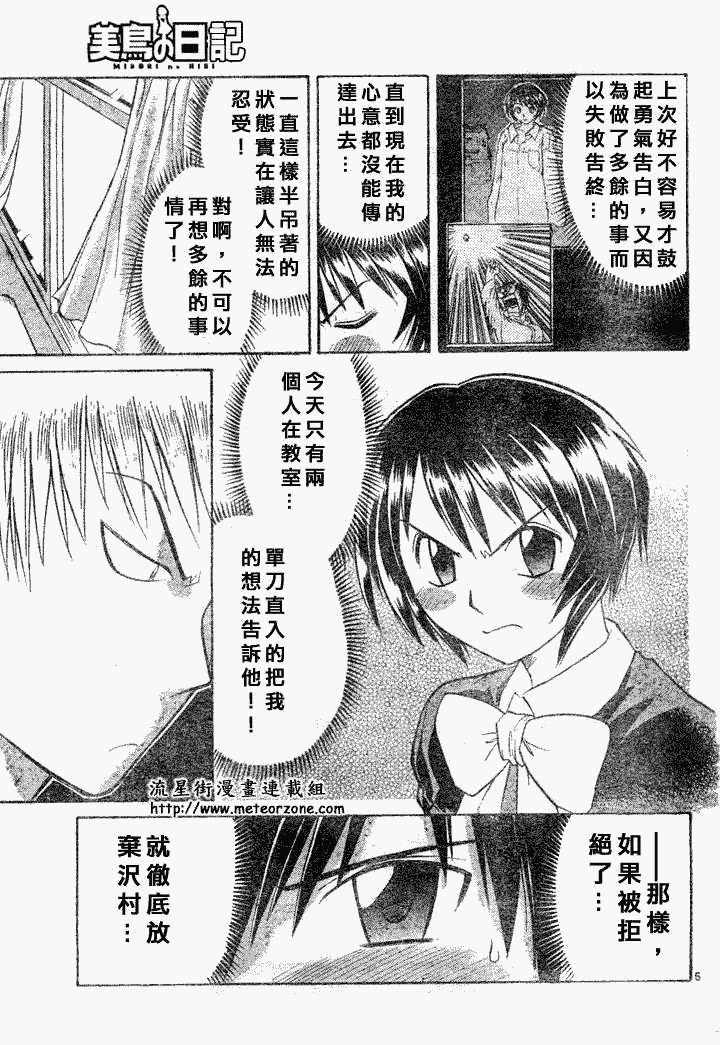 美鳥の日記
MIDORI no HIBI
上次好不容易才鼓
起勇氣告白，又因
為做了多餘的事而
以失敗告終…
直到現在我的
心意都沒能傳
達出去…
一直這樣半吊著的
狀態實在讓人無法
忍受！
對啊，不可以
再想多餘的事
情了！
今天只有兩
個人在教室…
單刀直入的把我
的想法告訴他！！
流星街漫畫連載組
http://www.meteorzone.com
——那樣，
如果被拒
絕了…
就徹底放
棄沢村…
5